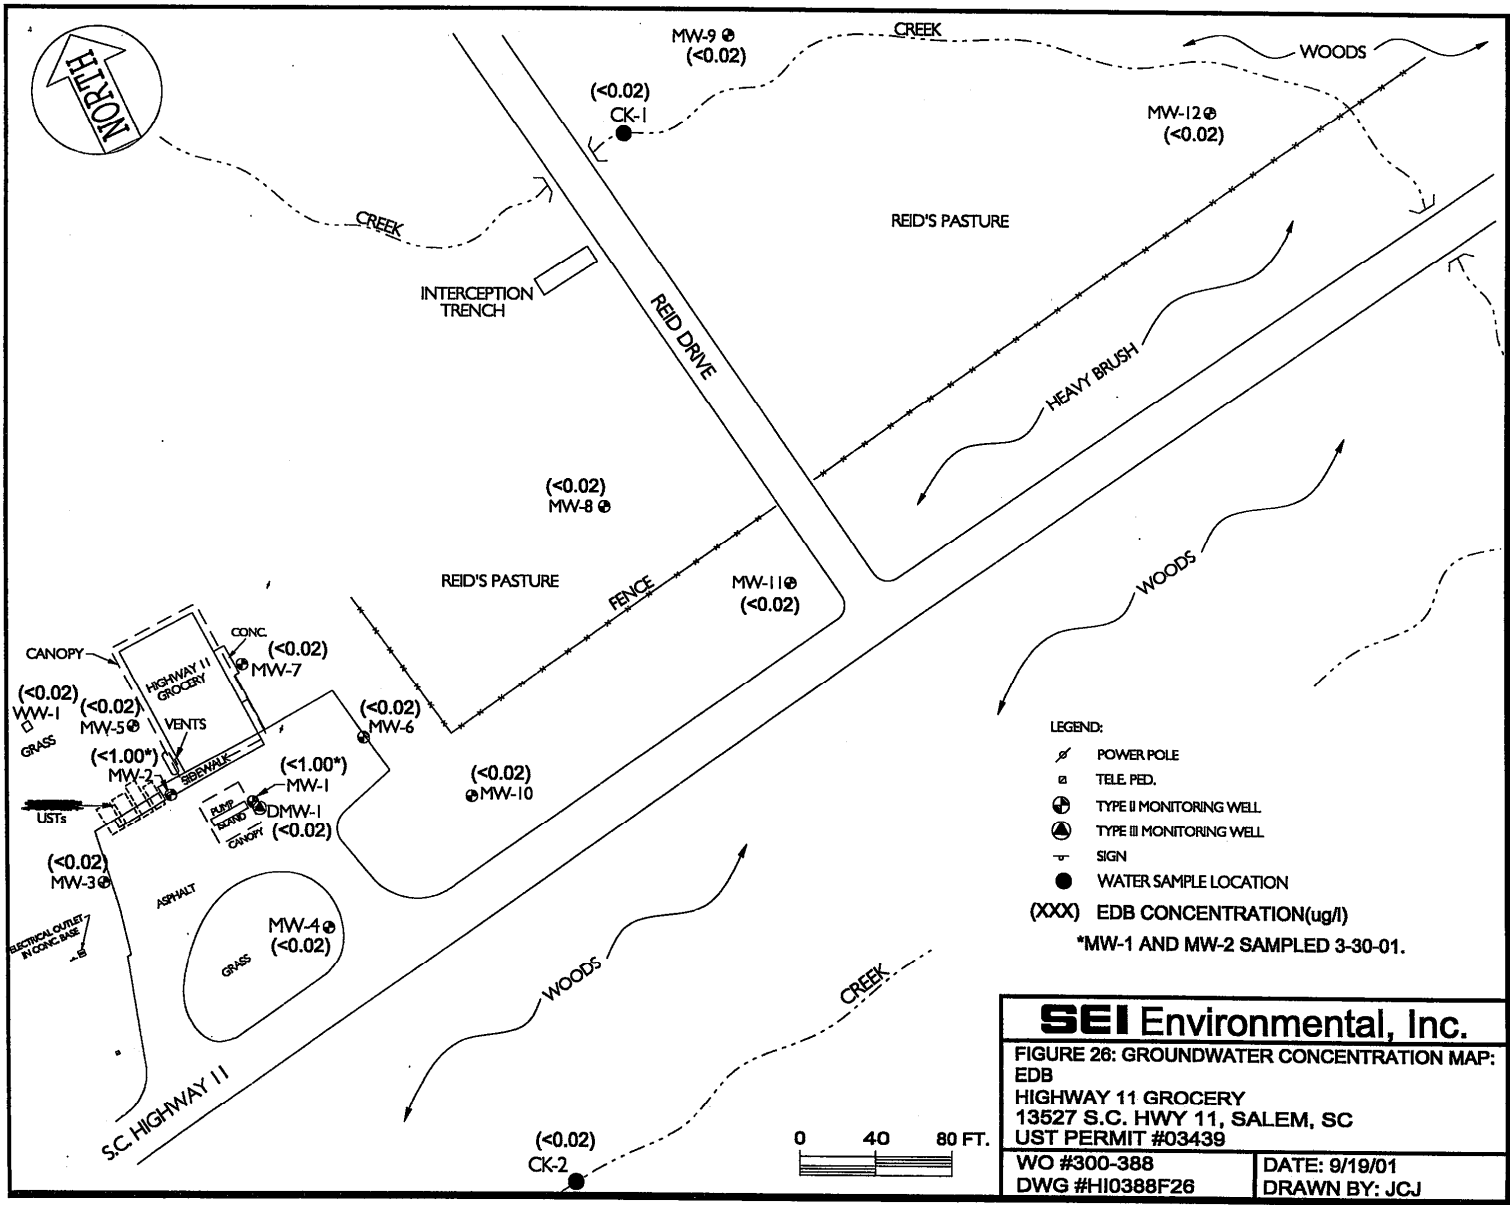 NORTH
MW-9
(<0.02)
CREEK
WOODS
(<0.02)
CK-1
MW-12
(<0.02)
CREEK
REID'S PASTURE
INTERCEPTION
TRENCH
REID DRIVE
HEAVY BRUSH
(<0.02)
MW-8
REID'S PASTURE
FENCE
MW-11
(<0.02)
WOODS
CANOPY
CONC.
(<0.02)
MW-7
HIGHWAY 11
GROCERY
(<0.02)
WW-1
GRASS
(<0.02)
MW-5
VENTS
(<0.02)
MW-6
(<1.00*)
MW-2
SIDEWALK
(<1.00*)
MW-1
(<0.02)
MW-10
USTs
PUMP
ISLAND
CANOPY
DMW-1
(<0.02)
(<0.02)
MW-3
ASPHALT
ELECTRICAL OUTLET
IN CONC. BASE
MW-4
(<0.02)
GRASS
WOODS
CREEK
S.C. HIGHWAY 11
(<0.02)
CK-2
0 40 80 FT.
LEGEND:
POWER POLE
TELE. PED.
TYPE II MONITORING WELL
TYPE III MONITORING WELL
SIGN
WATER SAMPLE LOCATION
(XXX) EDB CONCENTRATION(ug/l)
*MW-1 AND MW-2 SAMPLED 3-30-01.
SEI Environmental, Inc.
FIGURE 26: GROUNDWATER CONCENTRATION MAP:
EDB
HIGHWAY 11 GROCERY
13527 S.C. HWY 11, SALEM, SC
UST PERMIT #03439
WO #300-388
DWG #HI0388F26
DATE: 9/19/01
DRAWN BY: JCJ